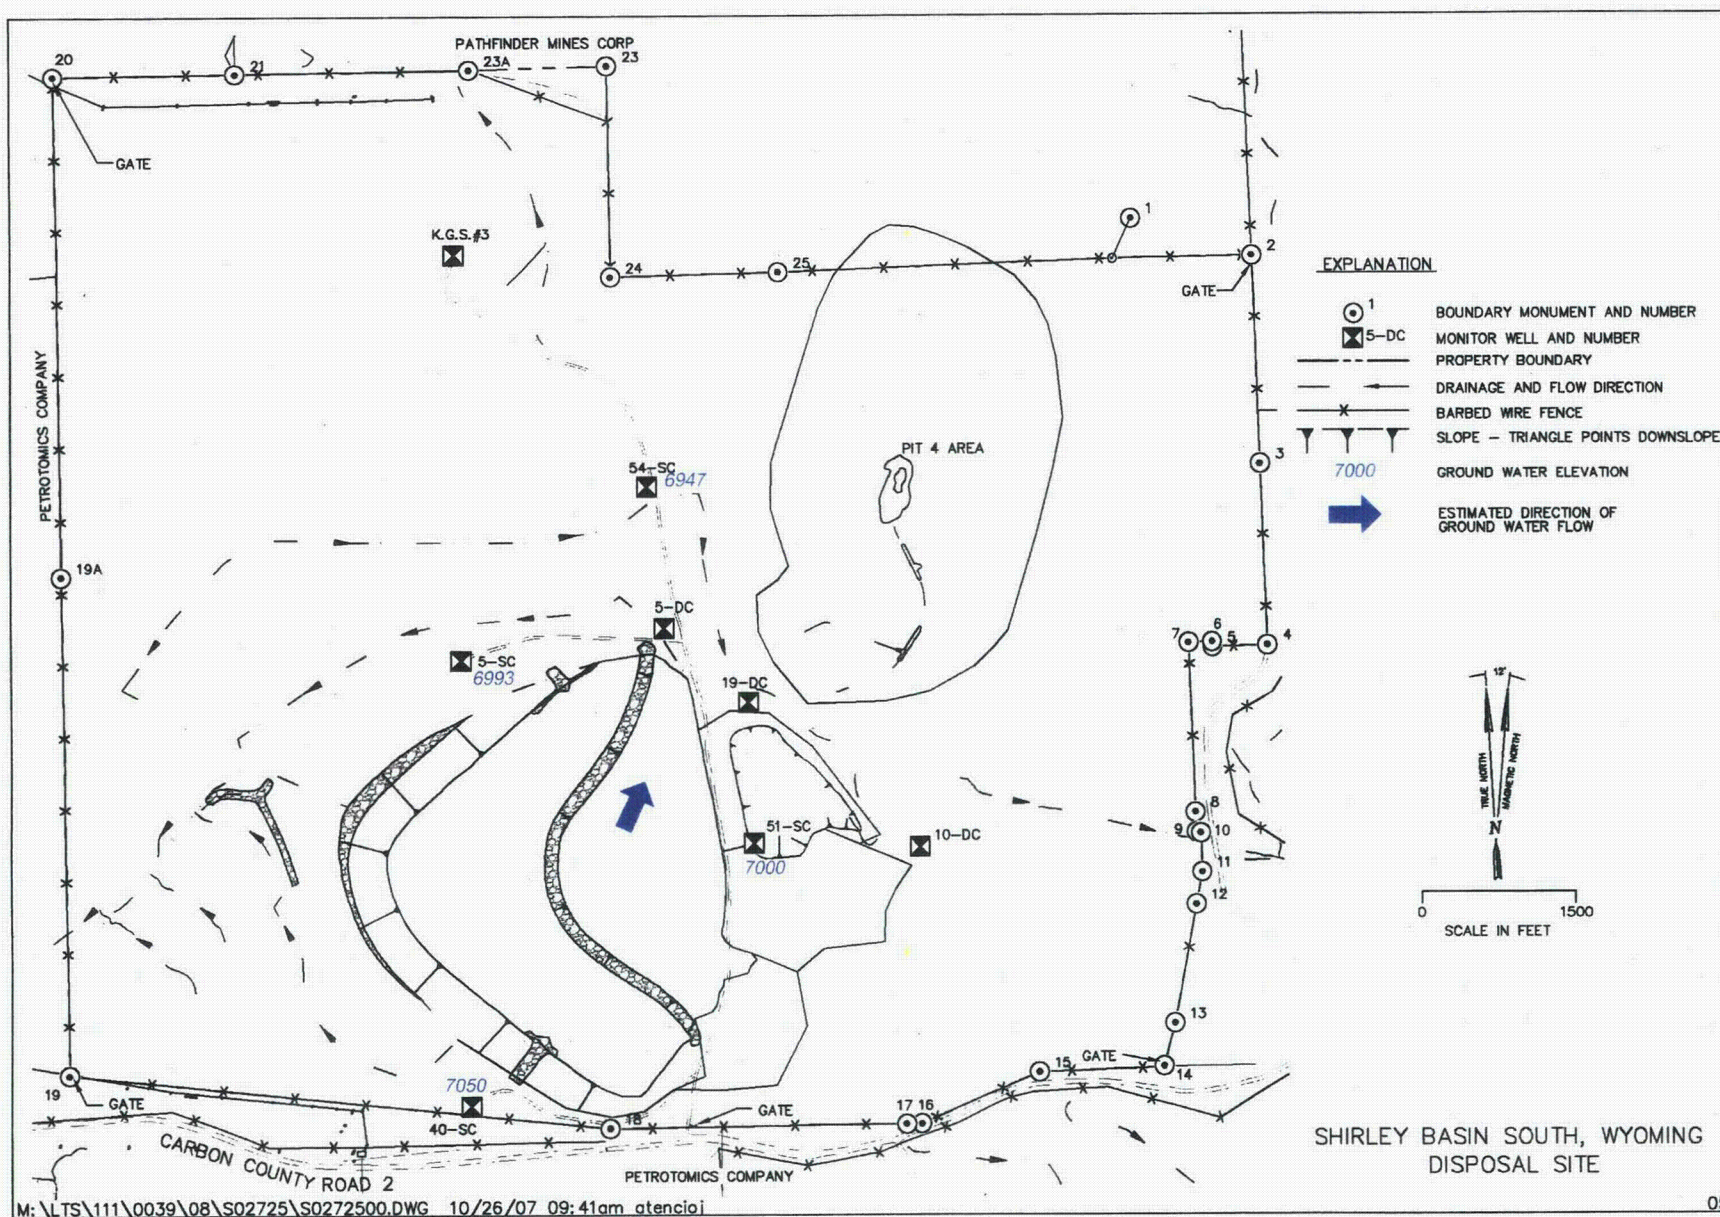 PATHFINDER MINES CORP
20
21
23A
23
GATE
1
K.G.S.#3
24
25
2
GATE
EXPLANATION
1 BOUNDARY MONUMENT AND NUMBER
5-DC MONITOR WELL AND NUMBER
PROPERTY BOUNDARY
DRAINAGE AND FLOW DIRECTION
BARBED WIRE FENCE
SLOPE - TRIANGLE POINTS DOWNSLOPE
7000 GROUND WATER ELEVATION
ESTIMATED DIRECTION OF
GROUND WATER FLOW
PETROTOMICS COMPANY
PIT 4 AREA
3
54-SC
6947
19A
5-DC
5-SC
6993
7
6
5
4
19-DC
12'
TRUE NORTH
MAGNETIC NORTH
N
8
9
10
51-SC
7000
10-DC
11
12
0
1500
SCALE IN FEET
13
GATE
14
15
19
GATE
7050
40-SC
18
GATE
17
16
CARBON COUNTY ROAD 2
PETROTOMICS COMPANY
SHIRLEY BASIN SOUTH, WYOMING
DISPOSAL SITE
M:\LTS\111\0039\08\S02725\S0272500.DWG 10/26/07 09:41am atencioj